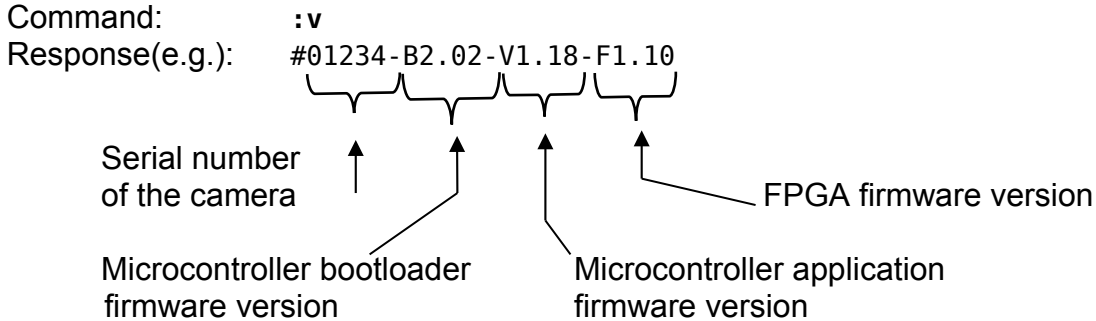 Command: :v
Response(e.g.): #01234-B2.02-V1.18-F1.10
Serial number
of the camera
FPGA firmware version
Microcontroller bootloader
firmware version
Microcontroller application
firmware version